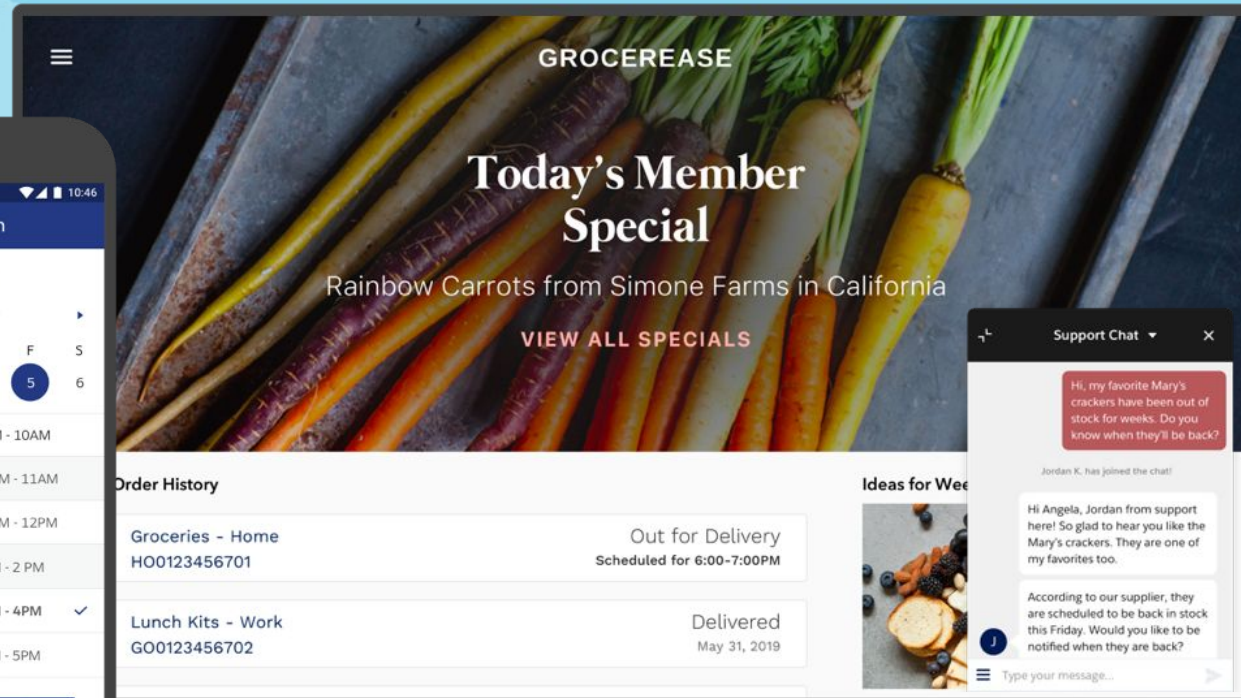 GROCEREASE
Today's Member
Special
Rainbow Carrots from Simone Farms in California
VIEW ALL SPECIALS
10:46
F S
5 6
- 10AM
- 11AM
- 12PM
- 2 PM
- 4PM
- 5PM
Order History
Groceries - Home
HO0123456701
Out for Delivery
Scheduled for 6:00-7:00PM
Lunch Kits - Work
GO0123456702
Delivered
May 31, 2019
Ideas for
Support Chat
Hi, my favorite Mary's
crackers have been out of
stock for weeks. Do you
know when they'll be back?
Jordan K. has joined the chat!
Hi Angela, Jordan from support
here! So glad to hear you like the
Mary's crackers. They are one of
my favorites too.
According to our supplier, they
are scheduled to be back in stock
this Friday. Would you like to be
notified when they are back?
J
Type your message...